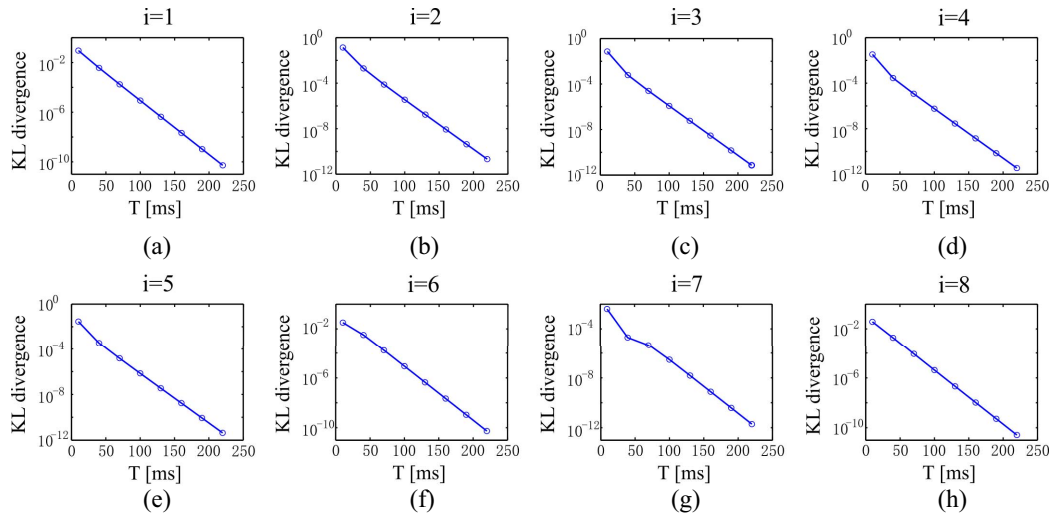 i=1 i=2 i=3 i=4
KL divergence 10^-2 10^-6 10^-10 0 50 100 150 200 250 T [ms]
KL divergence 10^0 10^-4 10^-8 10^-12 0 50 100 150 200 250 T [ms]
KL divergence 10^0 10^-4 10^-8 10^-12 0 50 100 150 200 250 T [ms]
KL divergence 10^0 10^-4 10^-8 10^-12 0 50 100 150 200 250 T [ms]
(a) (b) (c) (d)
i=5 i=6 i=7 i=8
KL divergence 10^0 10^-4 10^-8 10^-12 0 50 100 150 200 250 T [ms]
KL divergence 10^-2 10^-6 10^-10 0 50 100 150 200 250 T [ms]
KL divergence 10^-4 10^-8 10^-12 0 50 100 150 200 250 T [ms]
KL divergence 10^-2 10^-6 10^-10 0 50 100 150 200 250 T [ms]
(e) (f) (g) (h)